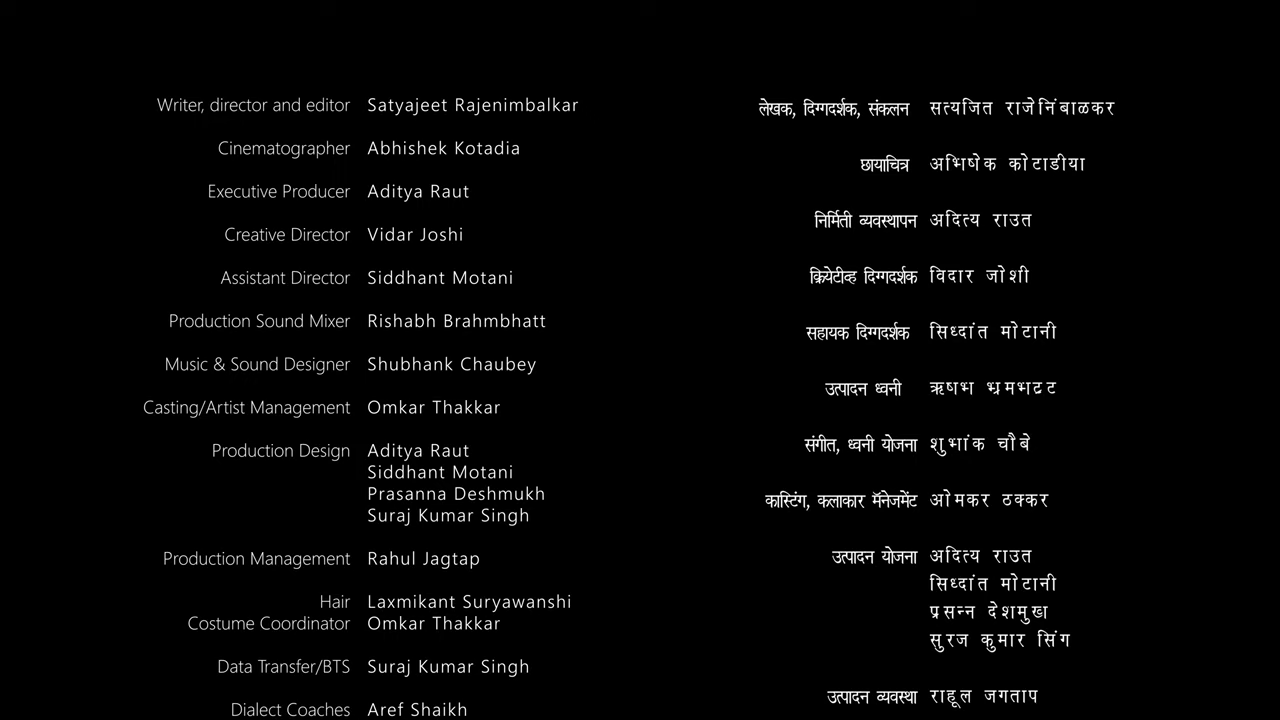 Writer, director and editor Satyajeet Rajenimbalkar
Cinematographer Abhishek Kotadia
Executive Producer Aditya Raut
Creative Director Vidar Joshi
Assistant Director Siddhant Motani
Production Sound Mixer Rishabh Brahmbhatt
Music & Sound Designer Shubhank Chaubey
Casting/Artist Management Omkar Thakkar
Production Design Aditya Raut
Siddhant Motani
Prasanna Deshmukh
Suraj Kumar Singh
Production Management Rahul Jagtap
Hair Laxmikant Suryawanshi
Costume Coordinator Omkar Thakkar
Data Transfer/BTS Suraj Kumar Singh
Dialect Coaches Aref Shaikh
लेखक, दिग्गदर्शक, संकलन सत्यजित राजेनिंबाळकर
छायाचित्र अभिषेक कोटाडीया
निर्मिती व्यवस्थापन अदित्य राउत
क्रियेटीव्ह दिग्गदर्शक विदार जोशी
सहायक दिग्गदर्शक सिध्दांत मोटानी
उत्पादन ध्वनी ऋषभ भ्रमभट्ट
संगीत, ध्वनी योजना शुभांक चौबे
कास्टिंग, कलाकार मॅनेजमेंट ओमकर ठक्कर
उत्पादन योजना अदित्य राउत
सिध्दांत मोटानी
प्रसन्न देशमुख
सुरज कुमार सिंग
उत्पादन व्यवस्था राहूल जगताप